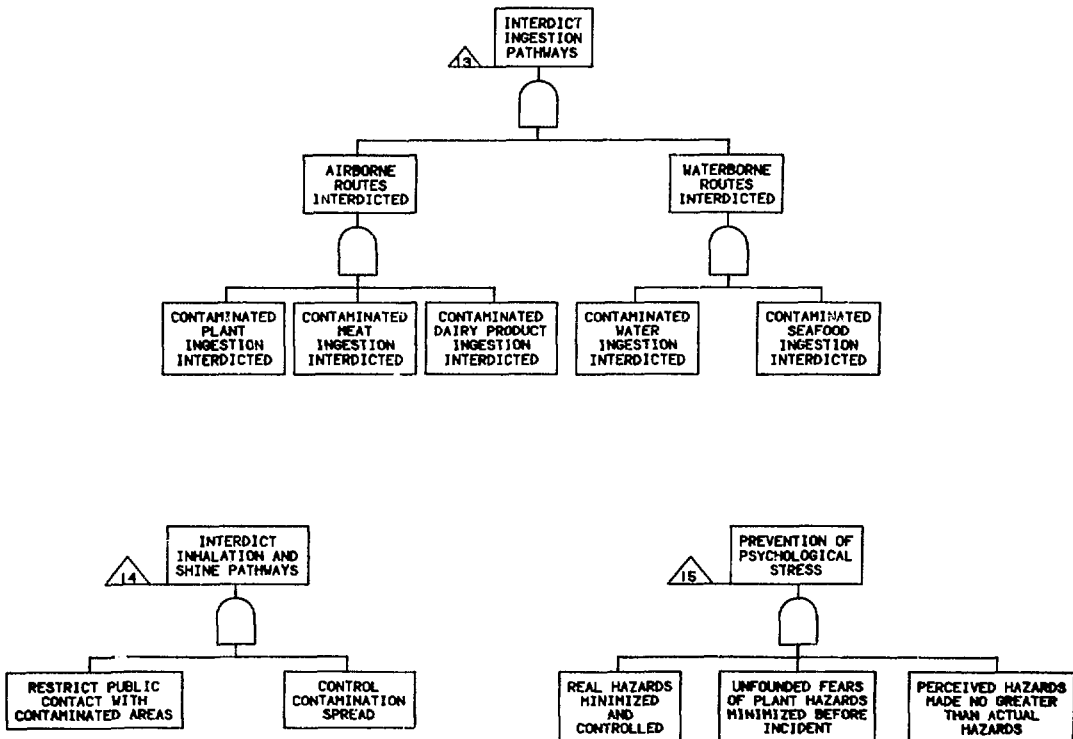 INTERDICT
INGESTION
PATHWAYS
13
AIRBORNE
ROUTES
INTERDICTED
WATERBORNE
ROUTES
INTERDICTED
CONTAMINATED
PLANT
INGESTION
INTERDICTED
CONTAMINATED
MEAT
INGESTION
INTERDICTED
CONTAMINATED
DAIRY PRODUCT
INGESTION
INTERDICTED
CONTAMINATED
WATER
INGESTION
INTERDICTED
CONTAMINATED
SEAFOOD
INGESTION
INTERDICTED
INTERDICT
INHALATION AND
SHINE PATHWAYS
14
RESTRICT PUBLIC
CONTACT WITH
CONTAMINATED AREAS
CONTROL
CONTAMINATION
SPREAD
PREVENTION OF
PSYCHOLOGICAL
STRESS
15
REAL HAZARDS
MINIMIZED
AND
CONTROLLED
UNFOUNDED FEARS
OF PLANT HAZARDS
MINIMIZED BEFORE
INCIDENT
PERCEIVED HAZARDS
MADE NO GREATER
THAN ACTUAL
HAZARDS